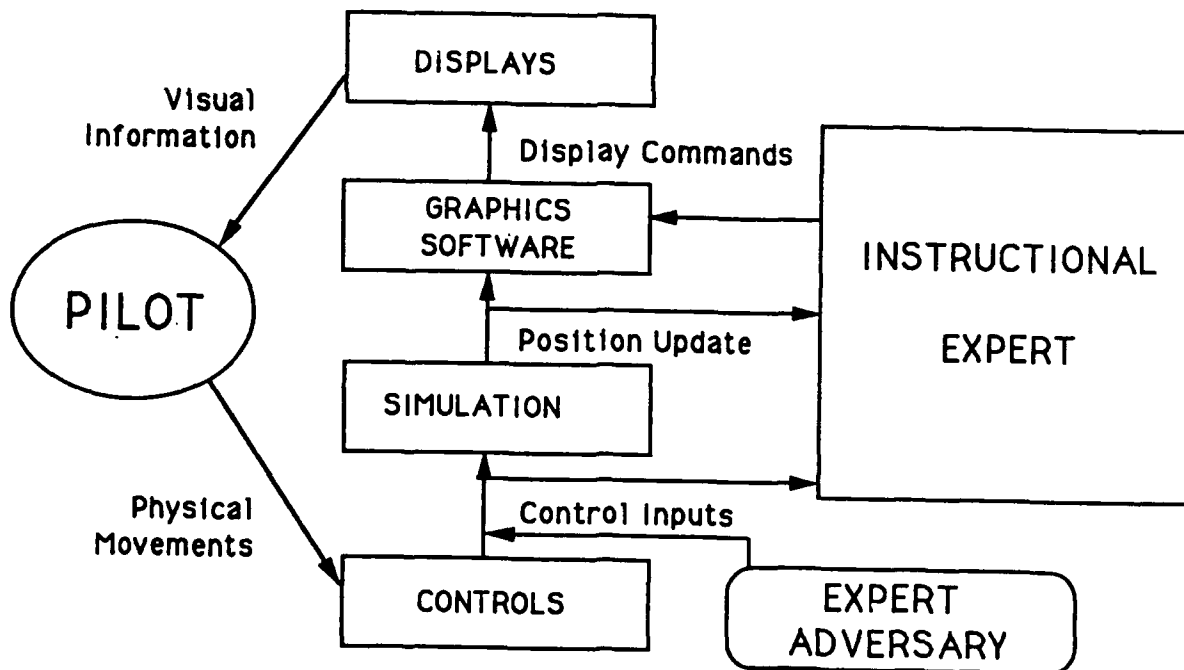 DISPLAYS
Visual
Information
Display Commands
GRAPHICS
SOFTWARE
INSTRUCTIONAL
EXPERT
PILOT
Position Update
SIMULATION
Physical
Movements
Control Inputs
CONTROLS
EXPERT
ADVERSARY